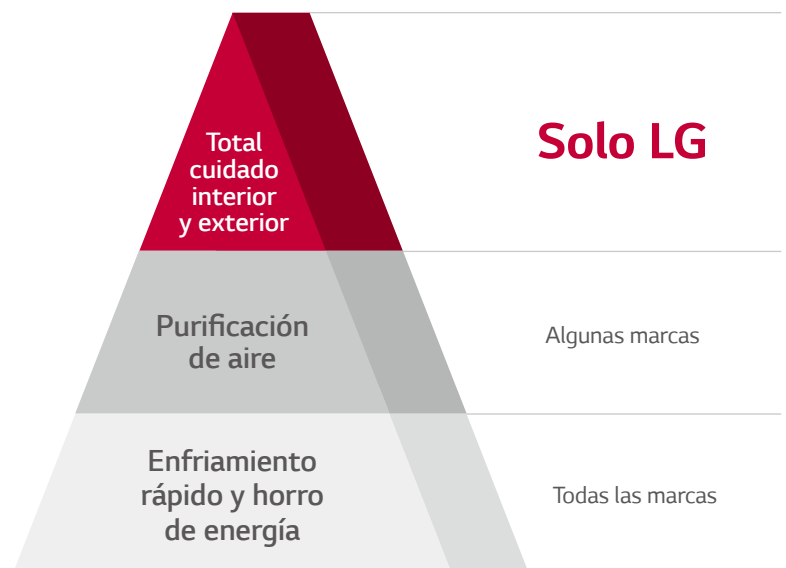 Total
cuidado
interior
y exterior
Solo LG
Purificación
de aire
Algunas marcas
Enfriamiento
rápido y horro
de energía
Todas las marcas